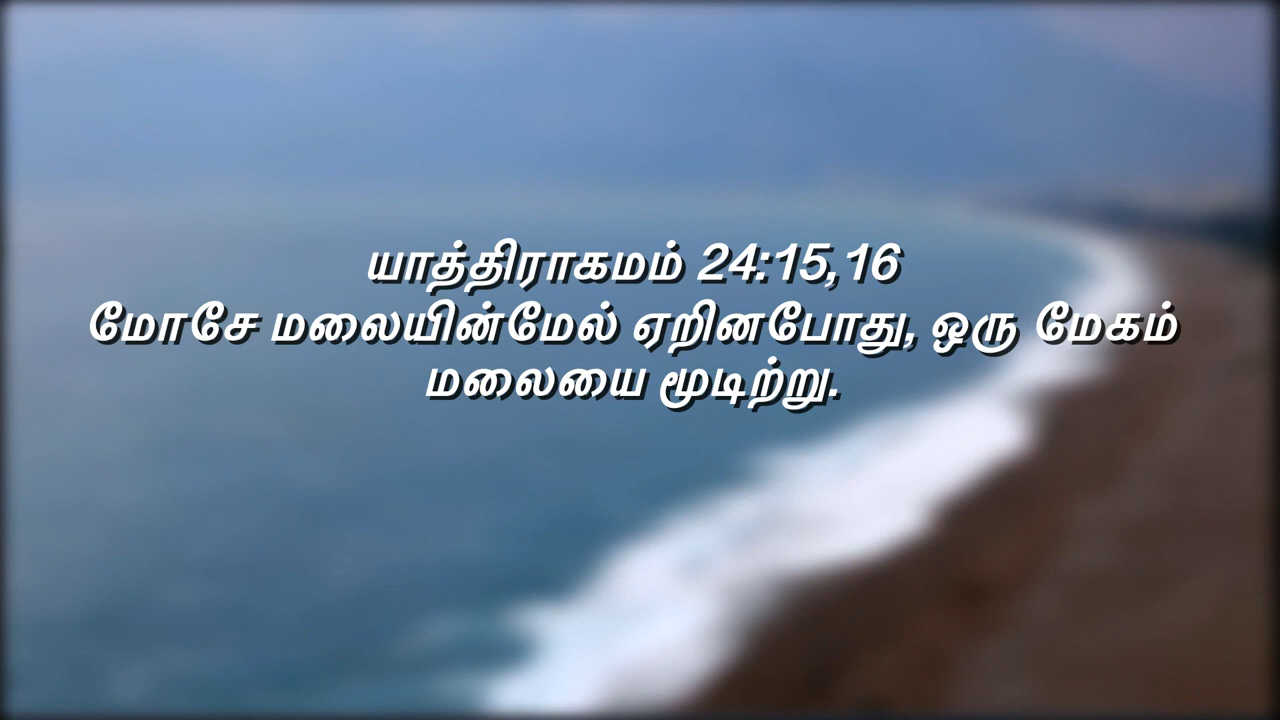 யாத்திராகமம் 24:15,16
மோசே மலையின்மேல் ஏறினபோது, ஒரு மேகம்
மலையை மூடிற்று.